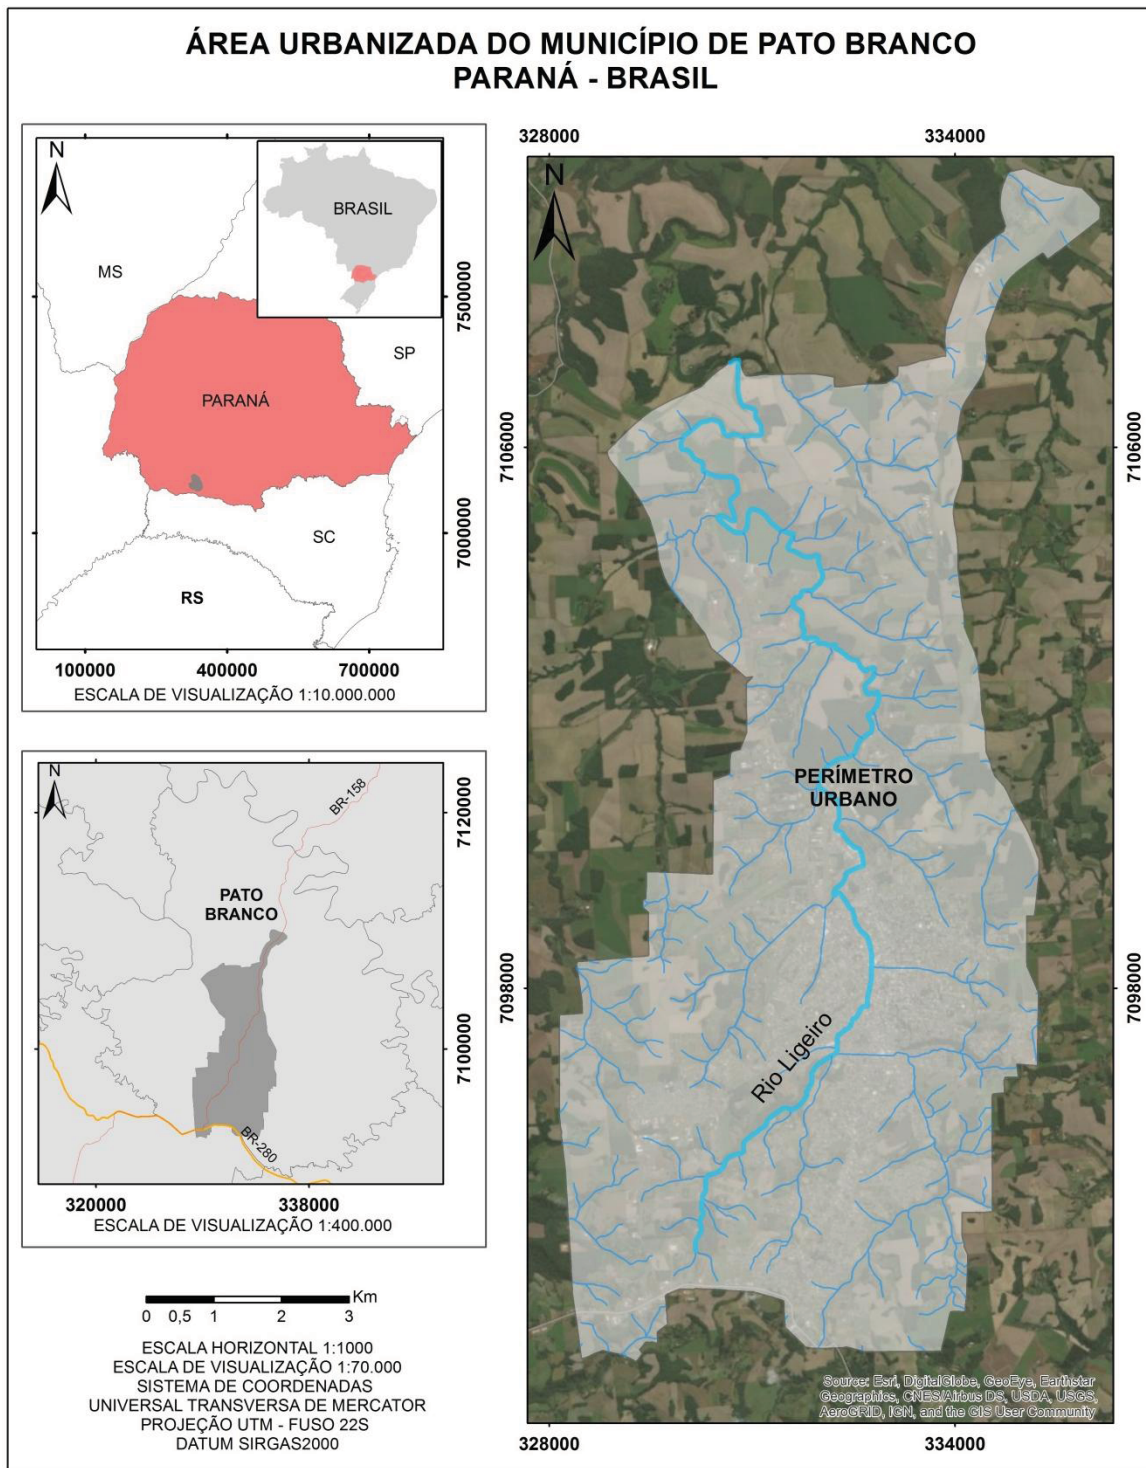 ÁREA URBANIZADA DO MUNICÍPIO DE PATO BRANCO
PARANÁ - BRASIL
N
BRASIL
MS
SP
PARANÁ
SC
RS
7500000
7000000
100000
400000
700000
ESCALA DE VISUALIZAÇÃO 1:10.000.000
N
BR-158
PATO
BRANCO
BR-280
7120000
7100000
320000
338000
ESCALA DE VISUALIZAÇÃO 1:400.000
Km
0
0,5
1
2
3
ESCALA HORIZONTAL 1:1000
ESCALA DE VISUALIZAÇÃO 1:70.000
SISTEMA DE COORDENADAS
UNIVERSAL TRANSVERSA DE MERCATOR
PROJEÇÃO UTM - FUSO 22S
DATUM SIRGAS2000
328000
334000
N
7106000
7106000
PERÍMETRO
URBANO
7098000
7098000
Rio Ligeiro
Source: Esri, DigitalGlobe, GeoEye, Earthstar
Geographics, CNES/Airbus DS, USDA, USGS,
AeroGRID, IGN, and the GIS User Community
328000
334000